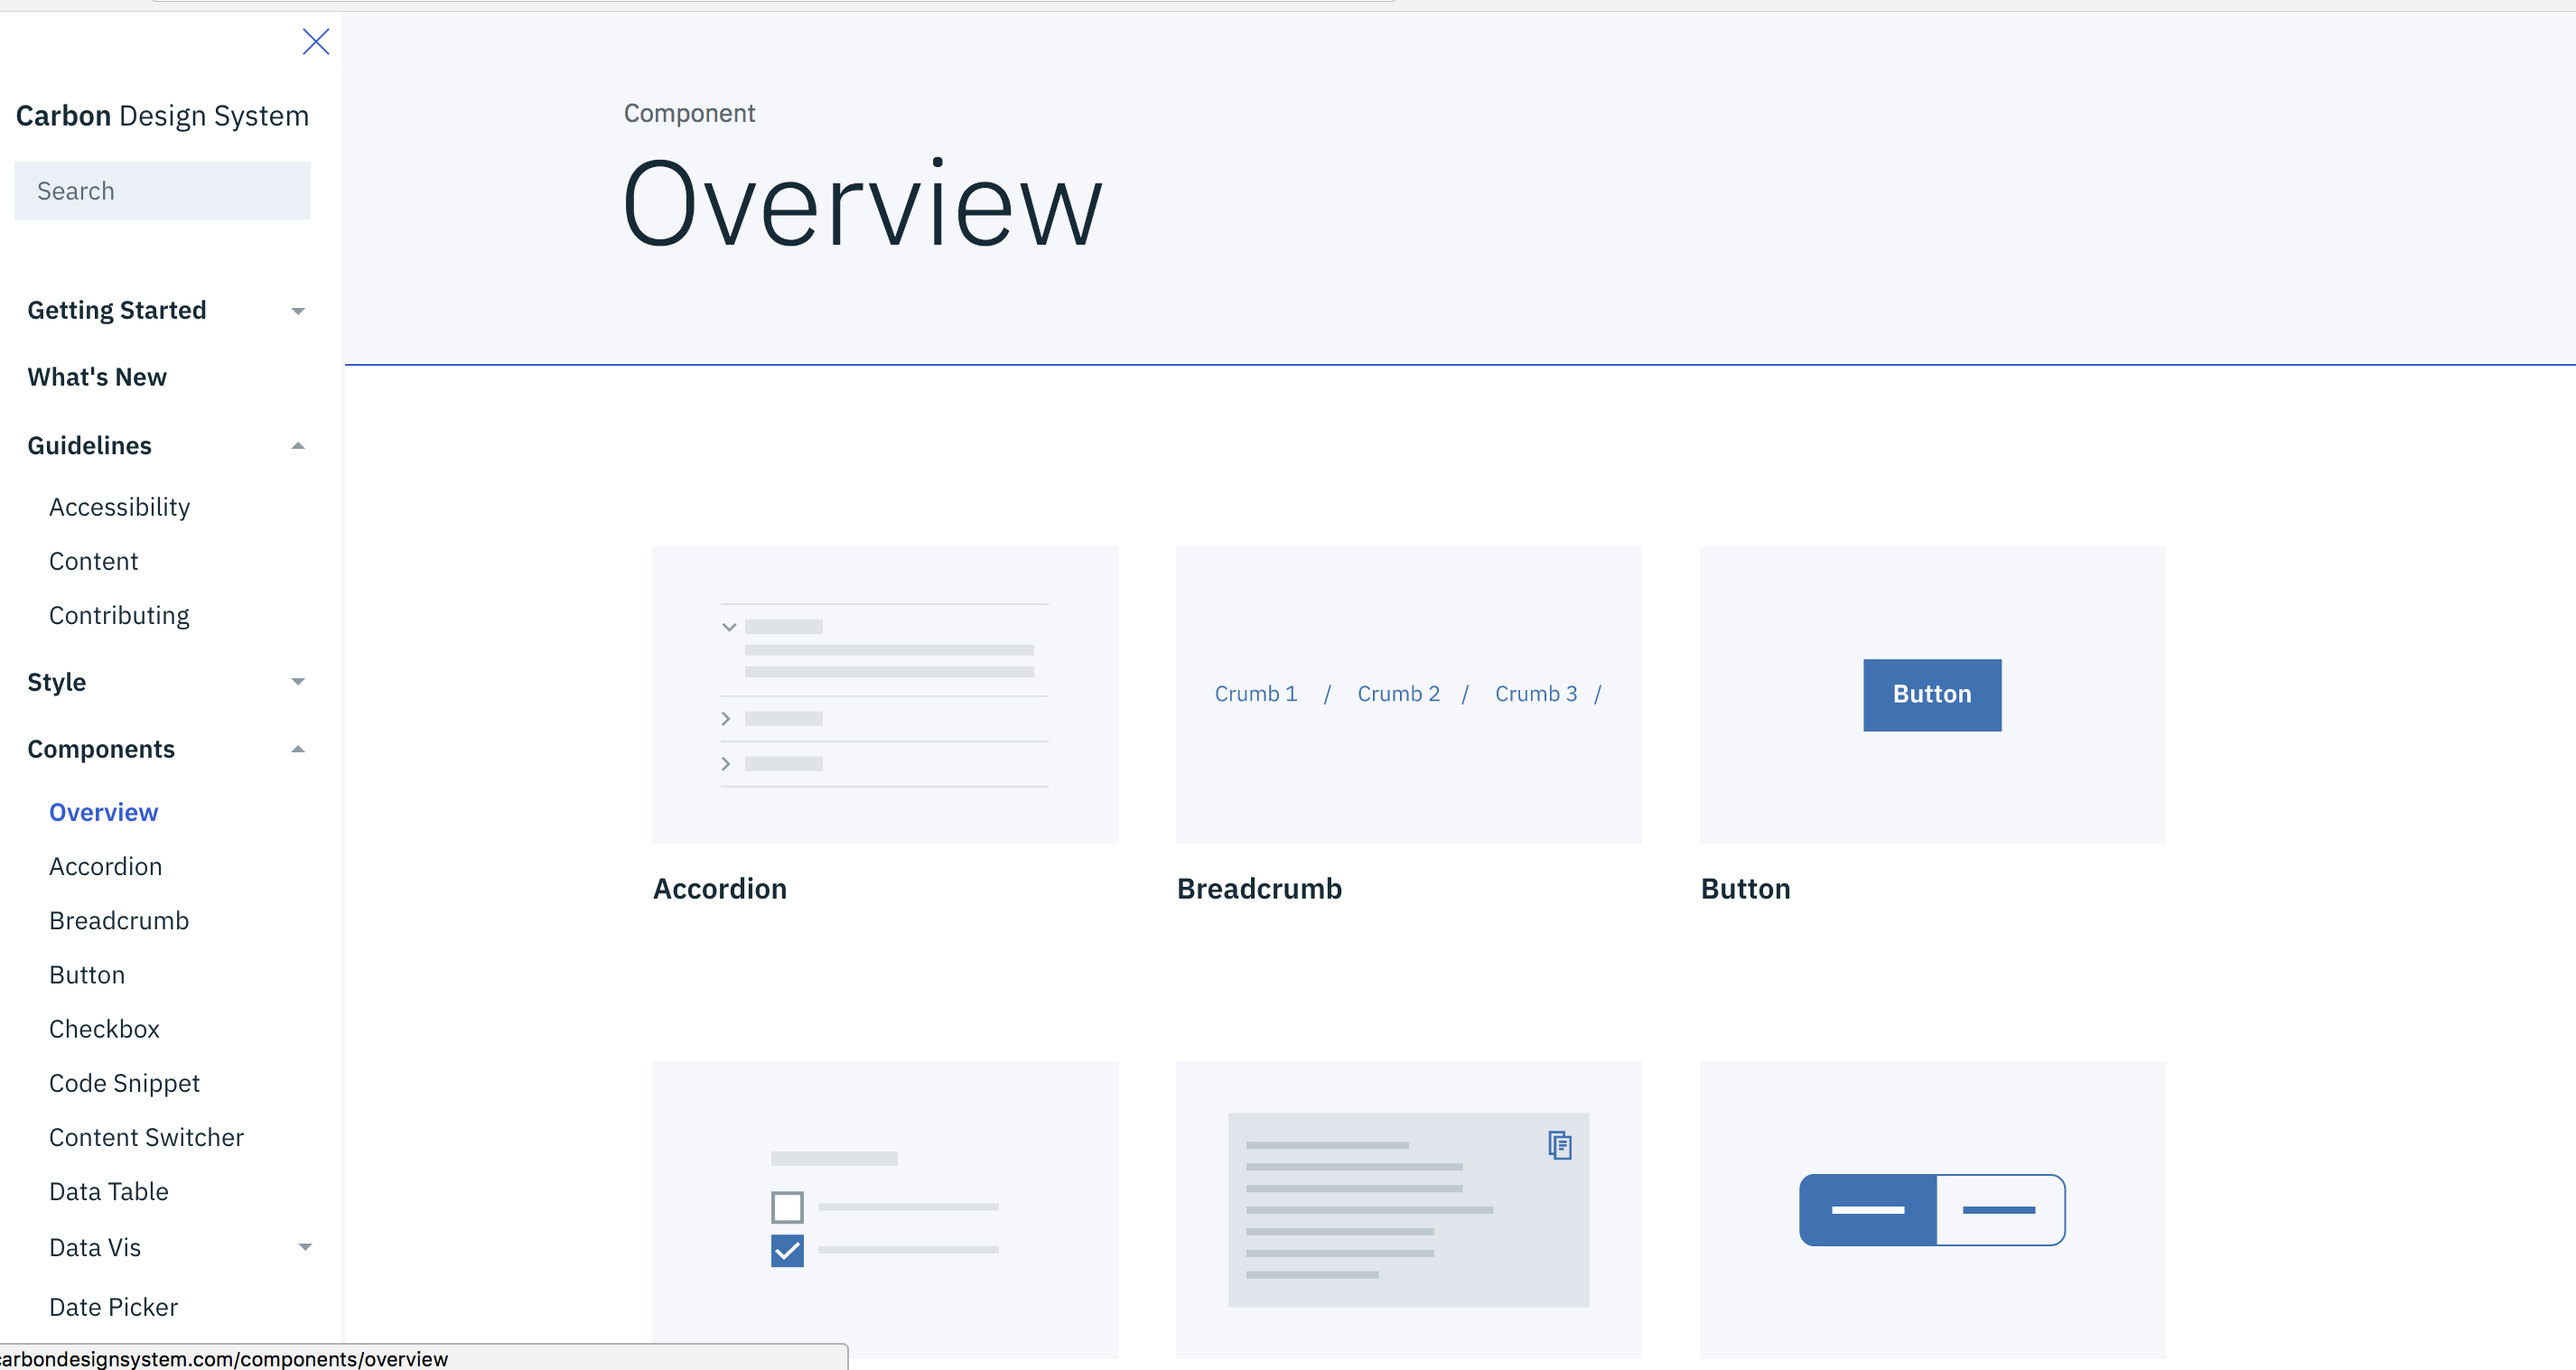 Carbon Design System
Search
Getting Started
What's New
Guidelines
Accessibility
Content
Contributing
Style
Components
Overview
Accordion
Breadcrumb
Button
Checkbox
Code Snippet
Content Switcher
Data Table
Data Vis
Date Picker
Component
Overview
Crumb 1 / Crumb 2 / Crumb 3 /
Button
Accordion
Breadcrumb
Button
arbondesignsystem.com/components/overview